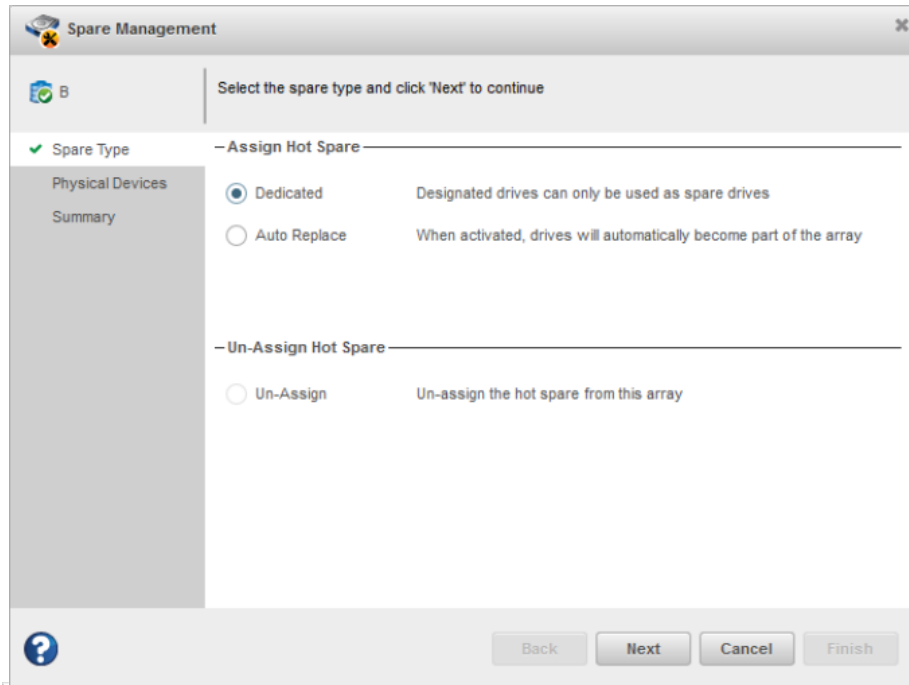 Spare Management
B
Select the spare type and click 'Next' to continue
Spare Type
Physical Devices
Summary
Assign Hot Spare
Dedicated Designated drives can only be used as spare drives
Auto Replace When activated, drives will automatically become part of the array
Un-Assign Hot Spare
Un-Assign Un-assign the hot spare from this array
? Back Next Cancel Finish